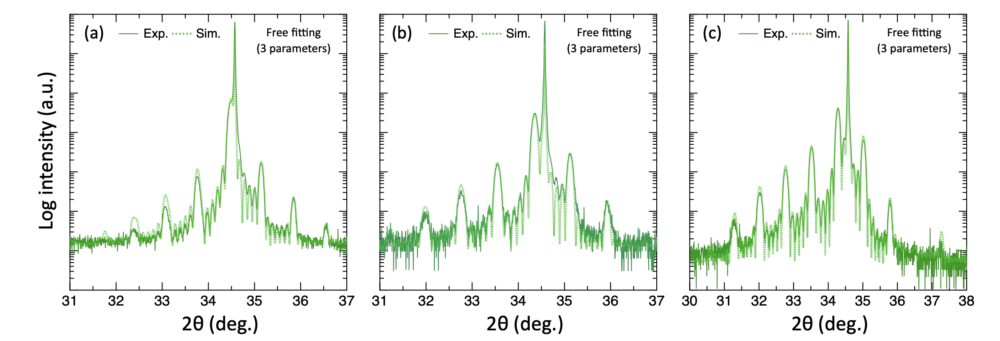 (a) Exp. Sim. Free fitting
(3 parameters)
(b) Exp. Sim. Free fitting
(3 parameters)
(c) Exp. Sim. Free fitting
(3 parameters)
Log intensity (a.u.)
31 32 33 34 35 36 37
31 32 33 34 35 36 37
30 31 32 33 34 35 36 37 38
2θ (deg.)
2θ (deg.)
2θ (deg.)